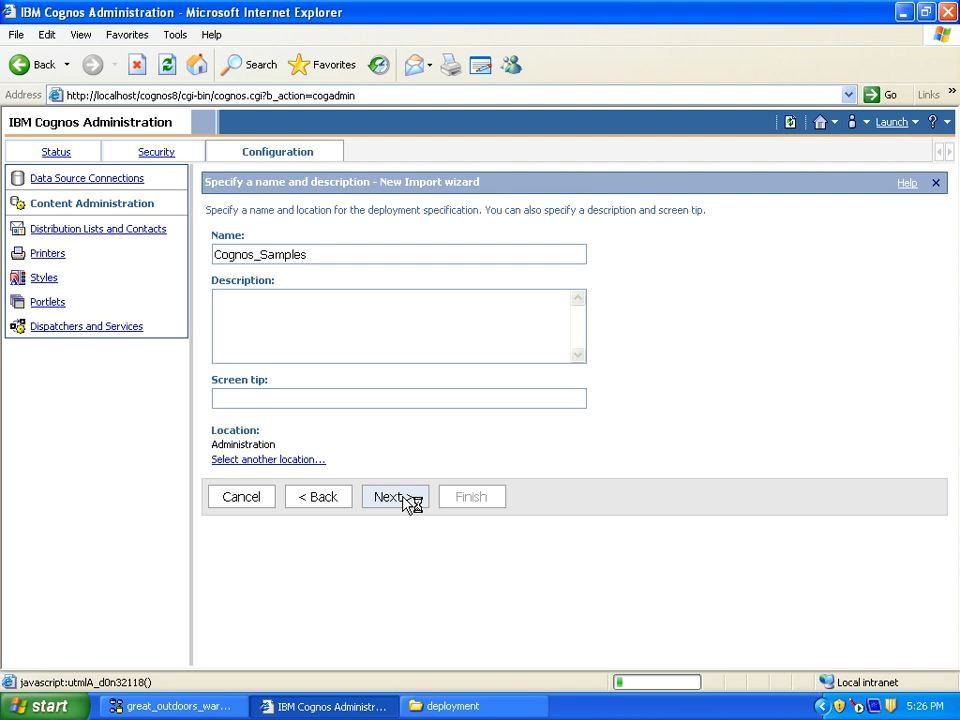 IBM Cognos Administration - Microsoft Internet Explorer
File Edit View Favorites Tools Help
Back Search Favorites
Address http://localhost/cognos8/cgi-bin/cognos.cgi?b_action=cogadmin Go Links »
IBM Cognos Administration Launch ?
Status Security Configuration
Data Source Connections
Content Administration
Distribution Lists and Contacts
Printers
Styles
Portlets
Dispatchers and Services
Specify a name and description - New Import wizard Help
Specify a name and location for the deployment specification. You can also specify a description and screen tip.
Name:
Cognos_Samples
Description:
Screen tip:
Location:
Administration
Select another location...
Cancel < Back Next > Finish
javascript:utmlA_d0n32118() Local intranet
start great_outdoors_war... IBM Cognos Administr... deployment 5:26 PM